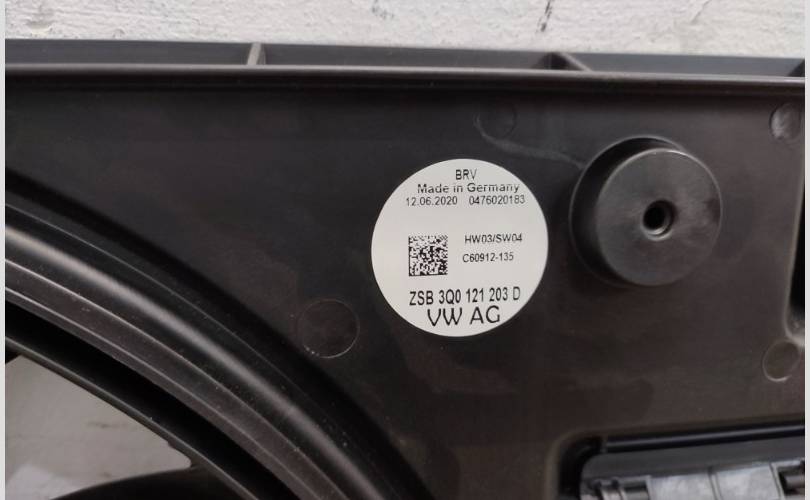 BRV
Made in Germany
12.06.2020 0476020183
HW03/SW04
C60912-135
ZSB 3Q0 121 203 D
VW AG